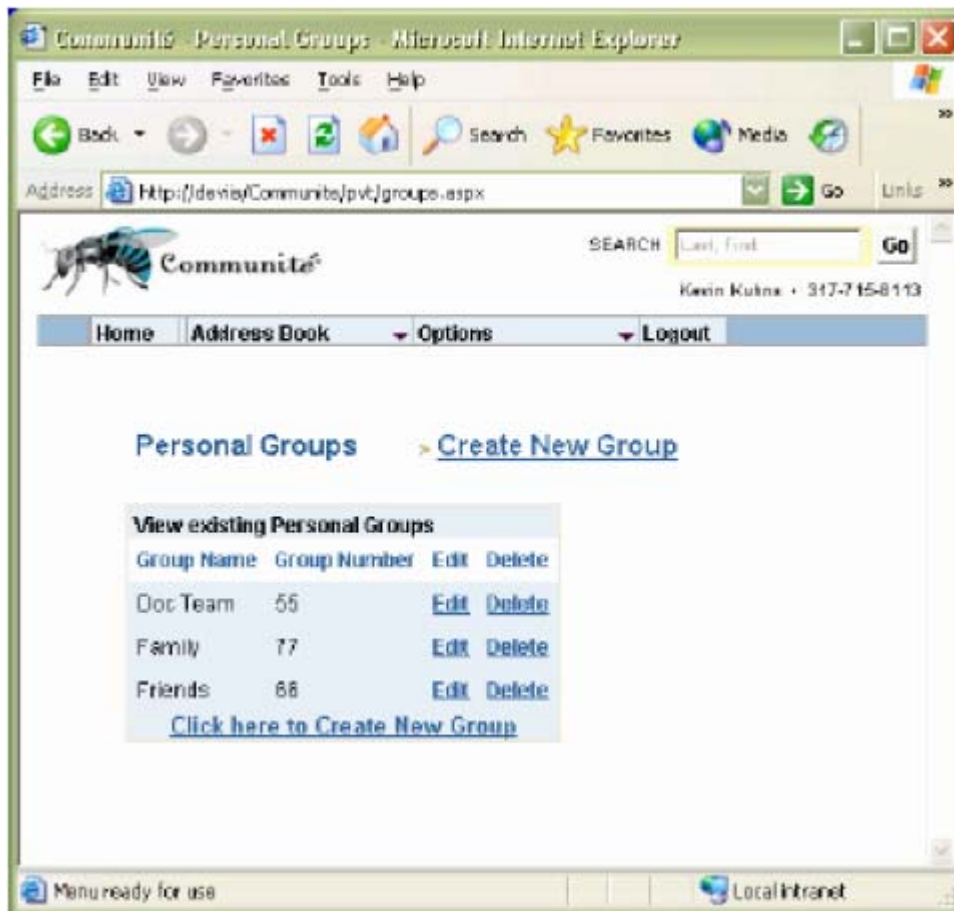 Communité - Personal Groups - Microsoft Internet Explorer
File Edit View Favorites Tools Help
Back Search Favorites Media
Address http://deviis/Communite/pvt/groups.aspx Go Links
Communité
SEARCH Last, First Go
Kevin Kuhns • 317-715-8113
Home Address Book Options Logout
Personal Groups > Create New Group
View existing Personal Groups
Group Name Group Number Edit Delete
Doc Team 55 Edit Delete
Family 77 Edit Delete
Friends Edit Delete
Click here to Create New Group
Menu ready for use Local intranet